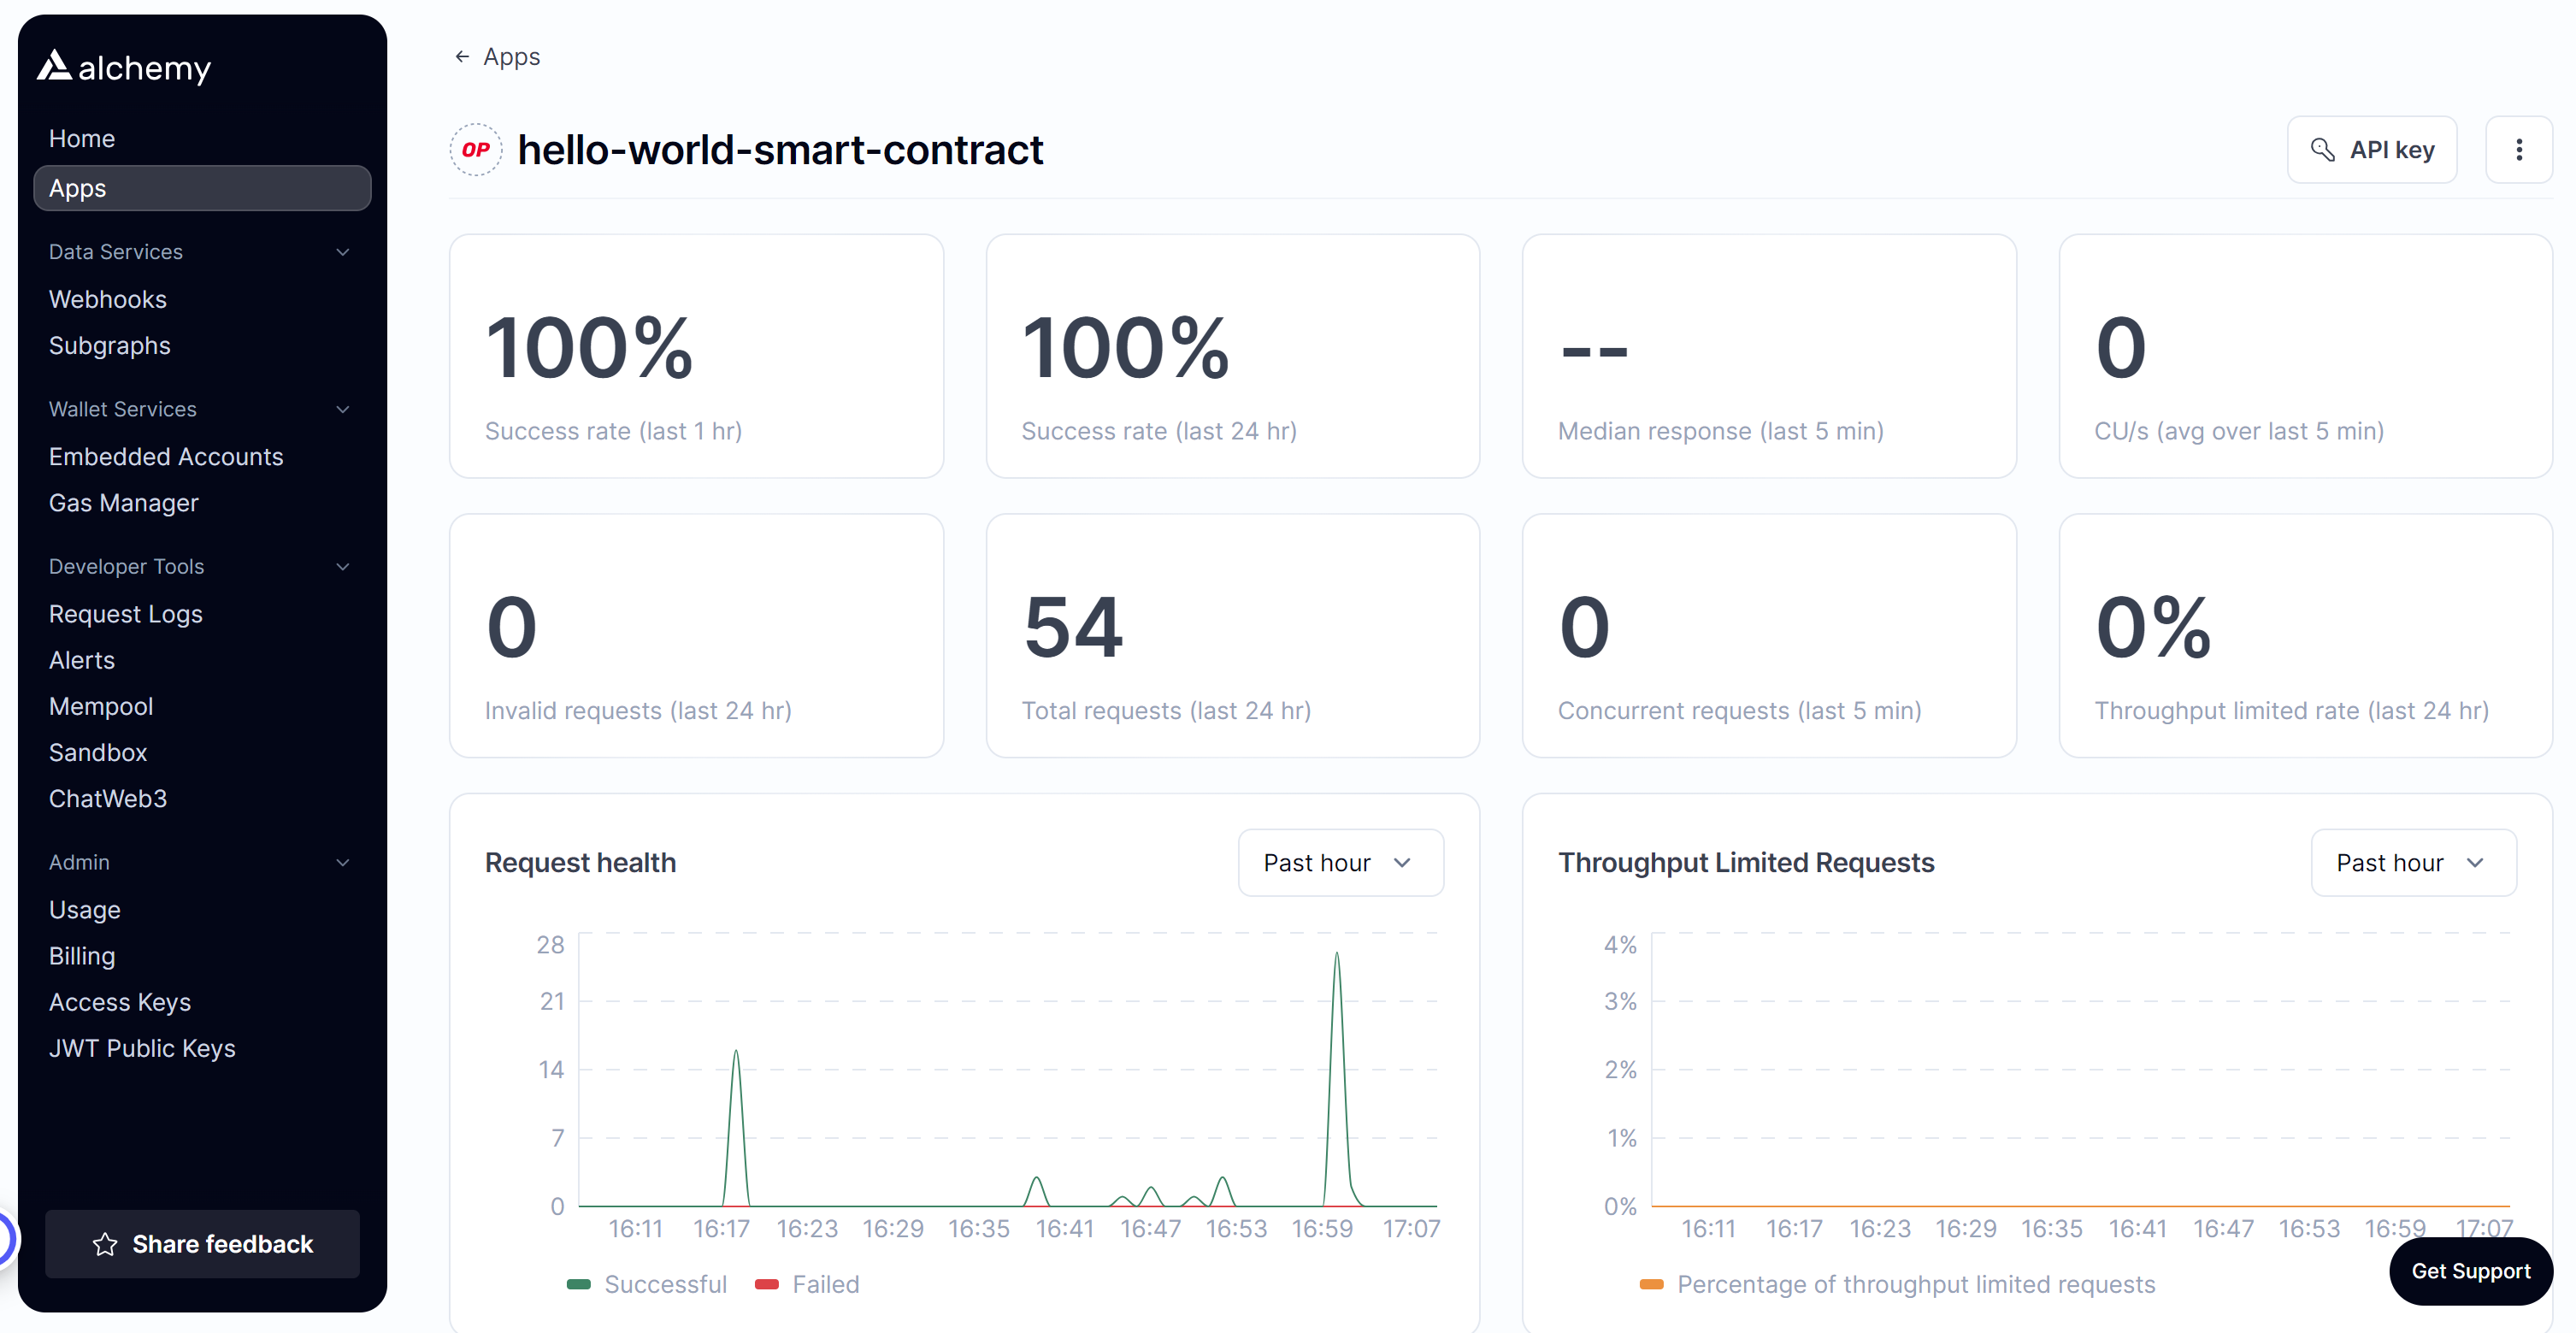 alchemy
Home
Apps
Data Services
Webhooks
Subgraphs
Wallet Services
Embedded Accounts
Gas Manager
Developer Tools
Request Logs
Alerts
Mempool
Sandbox
ChatWeb3
Admin
Usage
Billing
Access Keys
JWT Public Keys
Share feedback
← Apps
OP hello-world-smart-contract
API key
100%
Success rate (last 1 hr)
100%
Success rate (last 24 hr)
--
Median response (last 5 min)
0
CU/s (avg over last 5 min)
0
Invalid requests (last 24 hr)
54
Total requests (last 24 hr)
0
Concurrent requests (last 5 min)
0%
Throughput limited rate (last 24 hr)
Request health
Past hour
28
21
14
7
0
16:11 16:17 16:23 16:29 16:35 16:41 16:47 16:53 16:59 17:07
Successful Failed
Throughput Limited Requests
Past hour
4%
3%
2%
1%
0%
16:11 16:17 16:23 16:29 16:35 16:41 16:47 16:53 16:59 17:07
Percentage of throughput limited requests
Get Support